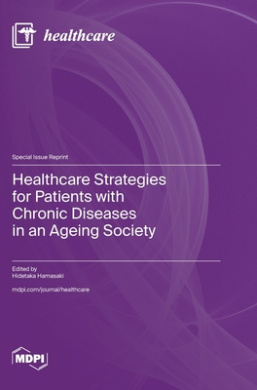 healthcare
Special Issue Reprint
Healthcare Strategies
for Patients with
Chronic Diseases
in an Ageing Society
Edited by
Hidetaka Hamasaki
mdpi.com/journal/healthcare
MDPI